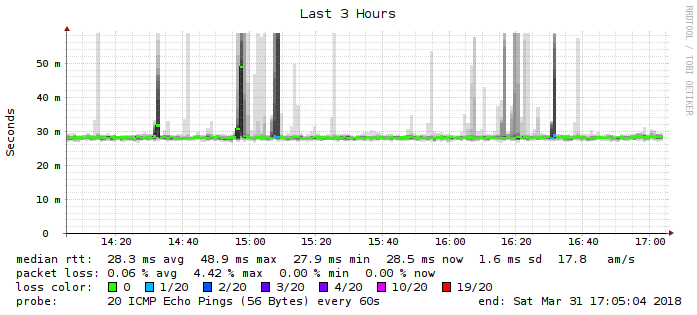 Last 3 Hours
RRDTOOL / TOBI OETIKER
Seconds
50 m
40 m
30 m
20 m
10 m
0
14:20 14:40 15:00 15:20 15:40 16:00 16:20 16:40 17:00
median rtt: 28.3 ms avg 48.9 ms max 27.9 ms min 28.5 ms now 1.6 ms sd 17.8 am/s
packet loss: 0.06 % avg 4.42 % max 0.00 % min 0.00 % now
loss color: 0 1/20 2/20 3/20 4/20 10/20 19/20
probe: 20 ICMP Echo Pings (56 Bytes) every 60s end: Sat Mar 31 17:05:04 2018